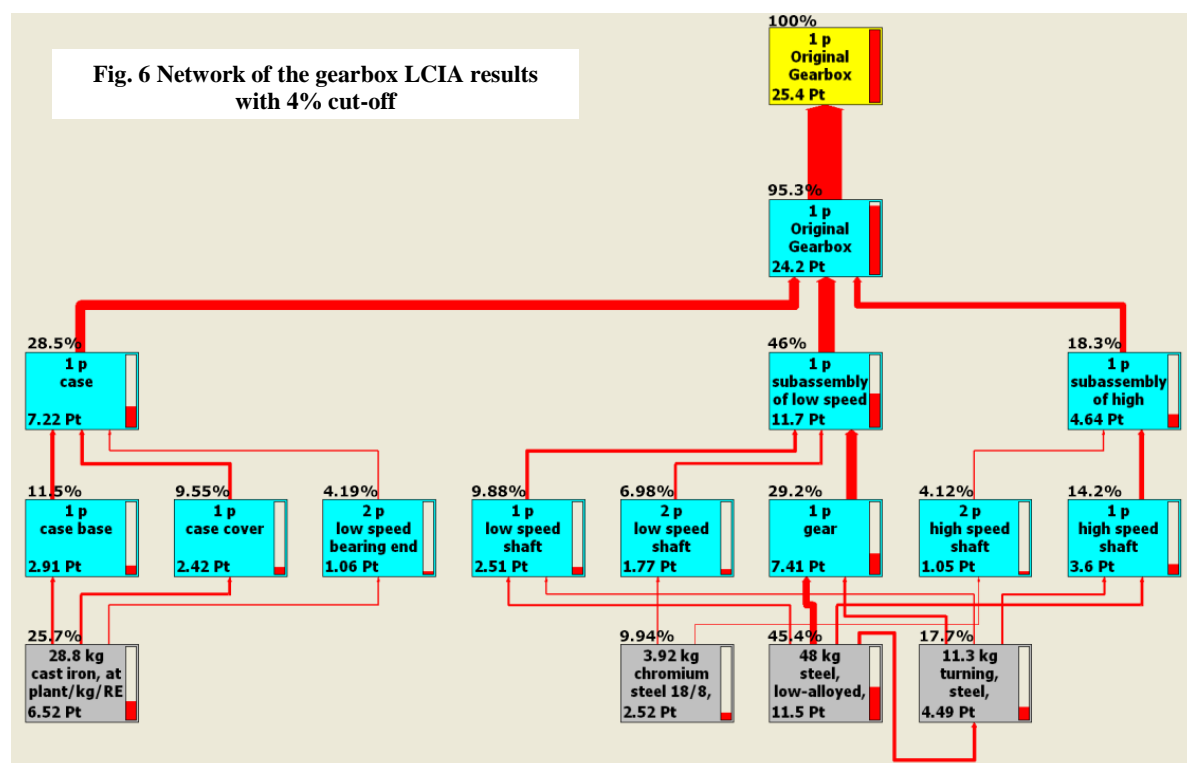 Fig. 6 Network of the gearbox LCIA results
with 4% cut-off
100%
1 p
Original
Gearbox
25.4 Pt
95.3%
1 p
Original
Gearbox
24.2 Pt
28.5%
1 p
case
7.22 Pt
46%
1 p
subassembly
of low speed
11.7 Pt
18.3%
1 p
subassembly
of high
4.64 Pt
11.5%
1 p
case base
2.91 Pt
9.55%
1 p
case cover
2.42 Pt
4.19%
2 p
low speed
bearing end
1.06 Pt
9.88%
1 p
low speed
shaft
2.51 Pt
6.98%
2 p
low speed
shaft
1.77 Pt
29.2%
1 p
gear
7.41 Pt
4.12%
2 p
high speed
shaft
1.05 Pt
14.2%
1 p
high speed
shaft
3.6 Pt
25.7%
28.8 kg
cast iron, at
plant/kg/RE
6.52 Pt
9.94%
3.92 kg
chromium
steel 18/8,
2.52 Pt
45.4%
48 kg
steel,
low-alloyed,
11.5 Pt
17.7%
11.3 kg
turning,
steel,
4.49 Pt